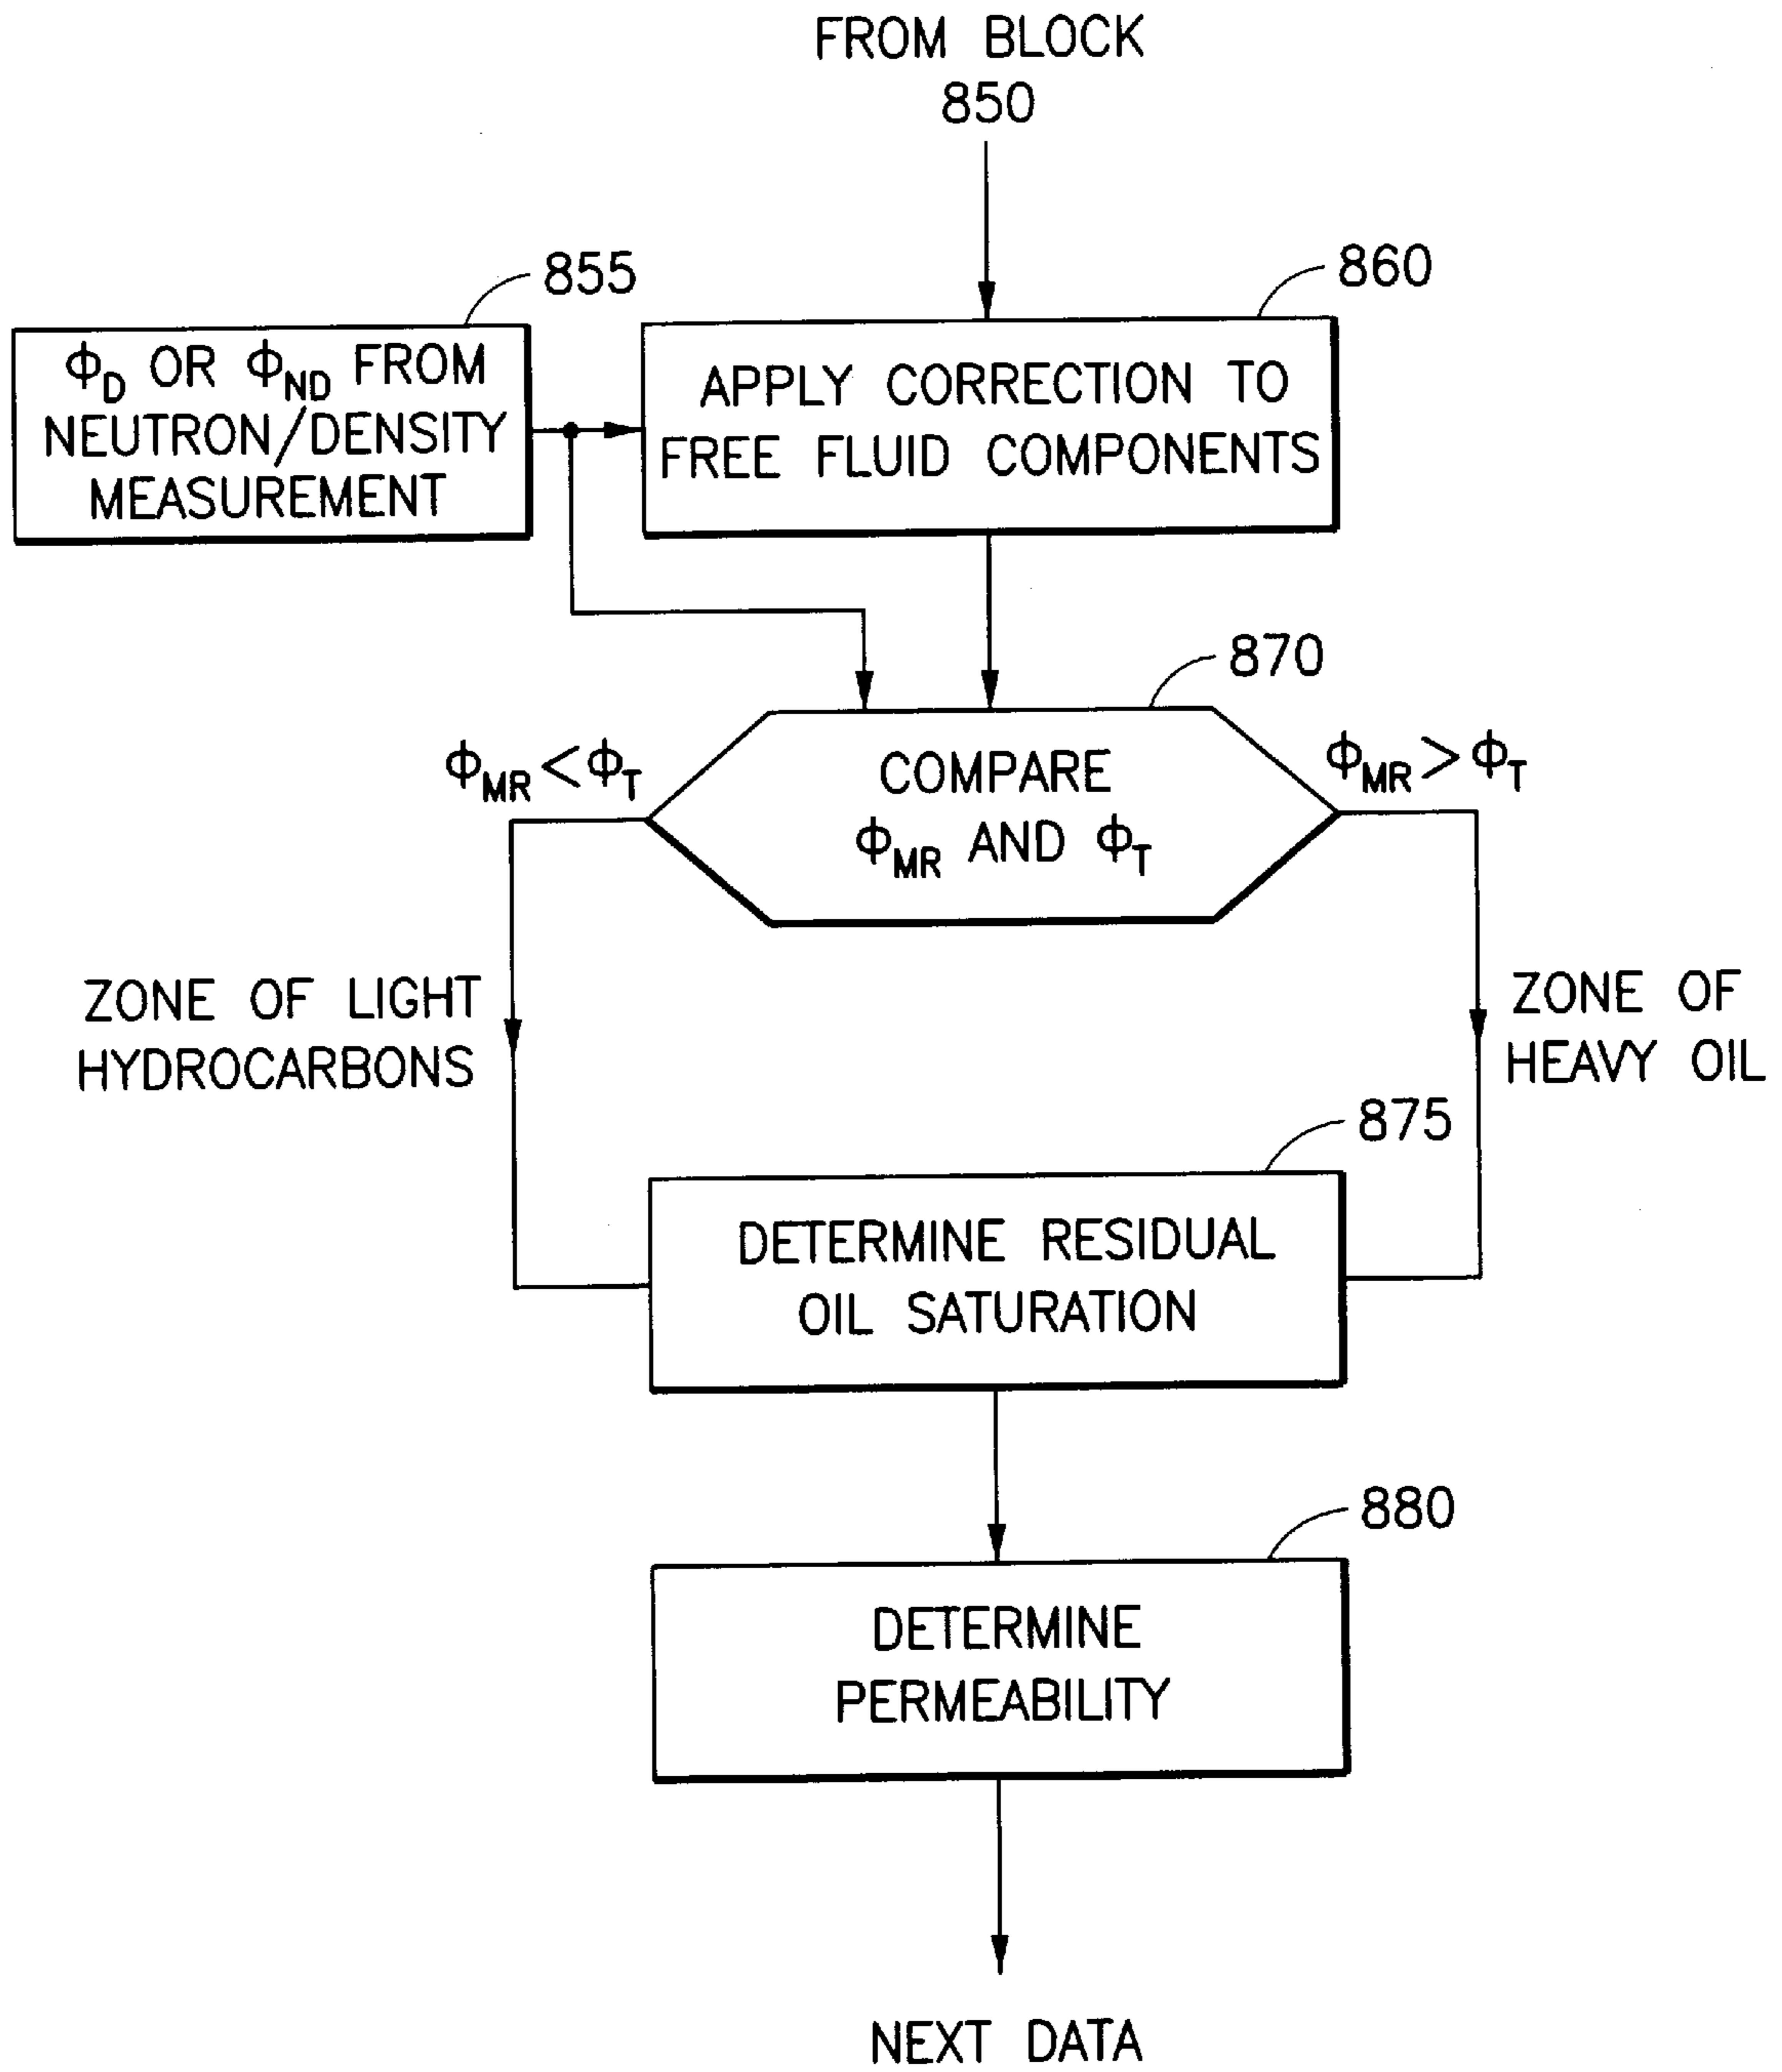 FROM BLOCK
850
855
860
ΦD OR ΦND FROM
NEUTRON/DENSITY
MEASUREMENT
APPLY CORRECTION TO
FREE FLUID COMPONENTS
870
ΦMR<ΦT
COMPARE
ΦMR AND ΦT
ΦMR>ΦT
ZONE OF LIGHT
HYDROCARBONS
ZONE OF
HEAVY OIL
875
DETERMINE RESIDUAL
OIL SATURATION
880
DETERMINE
PERMEABILITY
NEXT DATA